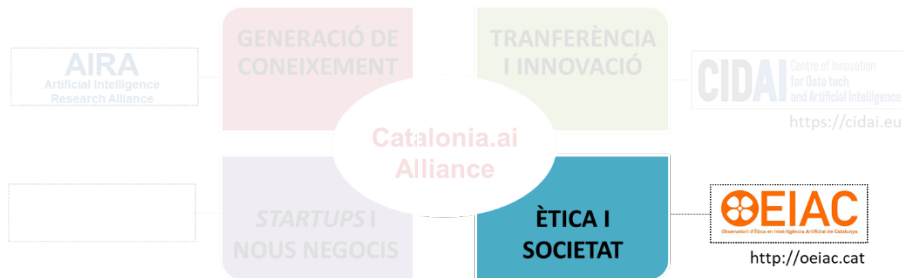 GENERACIÓ DE
CONEIXEMENT
TRANFERÈNCIA
I INNOVACIÓ
AIRA
Artificial Intelligence
Research Alliance
CIDAI
Centre of Innovation
for Data tech
and Artificial Intelligence
https://cidai.eu
Catalonia.ai
Alliance
STARTUPS I
NOUS NEGOCIS
ÈTICA I
SOCIETAT
OEIAC
Observatori d'Ètica en Intel·ligència Artificial de Catalunya
http://oeiac.cat